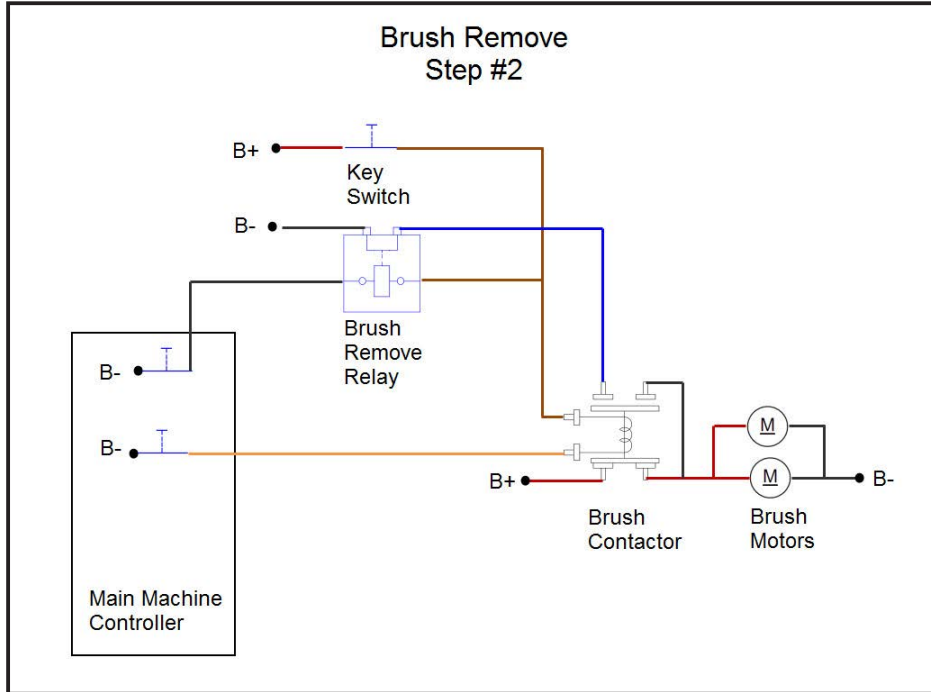 Brush Remove
Step #2
B+
Key
Switch
B-
Brush
Remove
Relay
B-
B-
B+
M
M
B-
Brush
Contactor
Brush
Motors
Main Machine
Controller